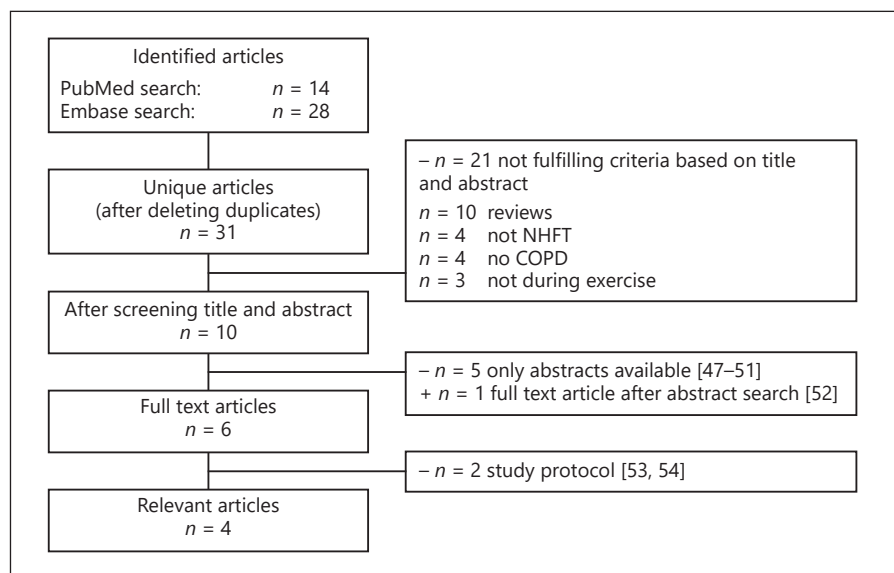 Identified articles
PubMed search: n = 14
Embase search: n = 28
Unique articles
(after deleting duplicates)
n = 31
– n = 21 not fulfilling criteria based on title
and abstract
n = 10 reviews
n = 4 not NHFT
n = 4 no COPD
n = 3 not during exercise
After screening title and abstract
n = 10
– n = 5 only abstracts available [47–51]
+ n = 1 full text article after abstract search [52]
Full text articles
n = 6
– n = 2 study protocol [53, 54]
Relevant articles
n = 4